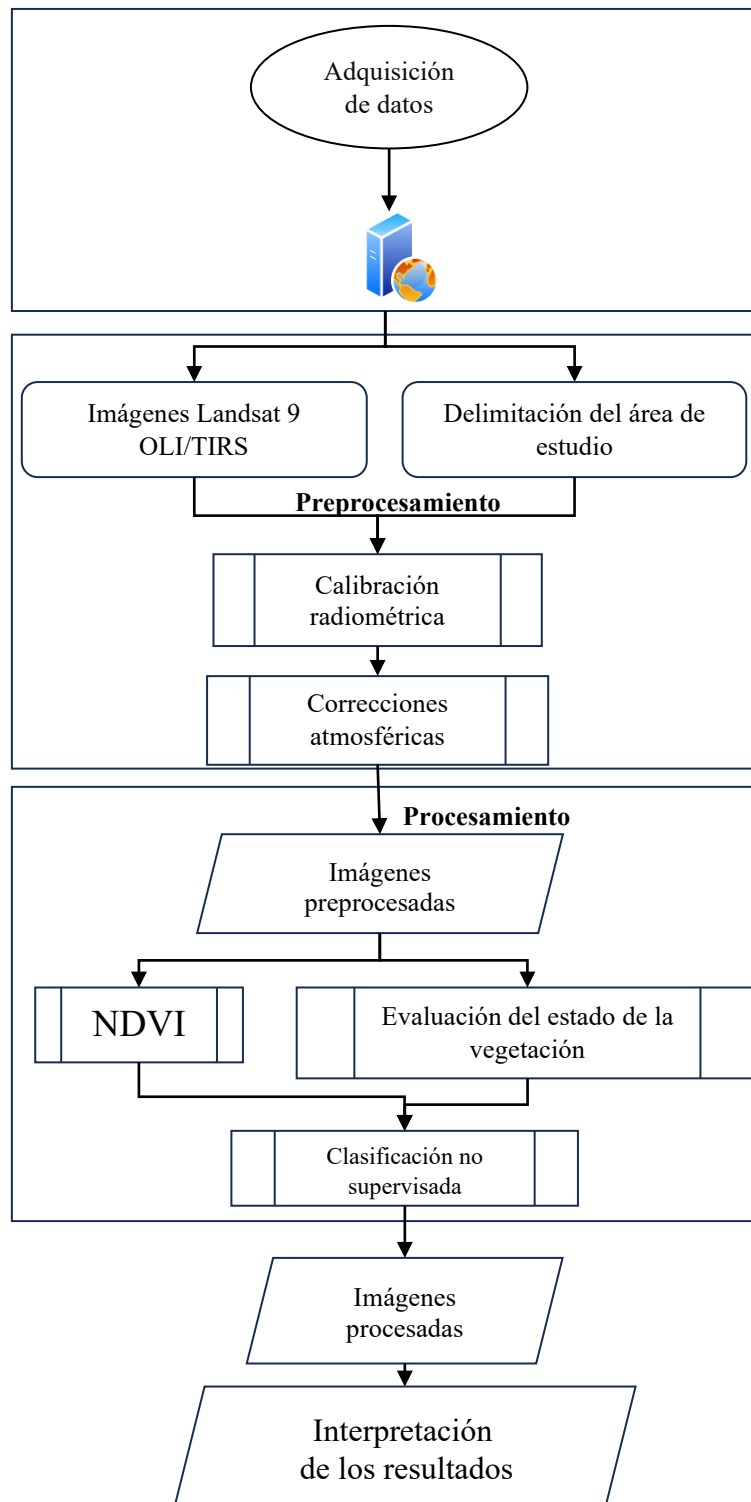 Adquisición
de datos
Imágenes Landsat 9
OLI/TIRS
Delimitación del área de
estudio
Preprocesamiento
Calibración
radiométrica
Correcciones
atmosféricas
Procesamiento
Imágenes
preprocesadas
NDVI
Evaluación del estado de la
vegetación
Clasificación no
supervisada
Imágenes
procesadas
Interpretación
de los resultados